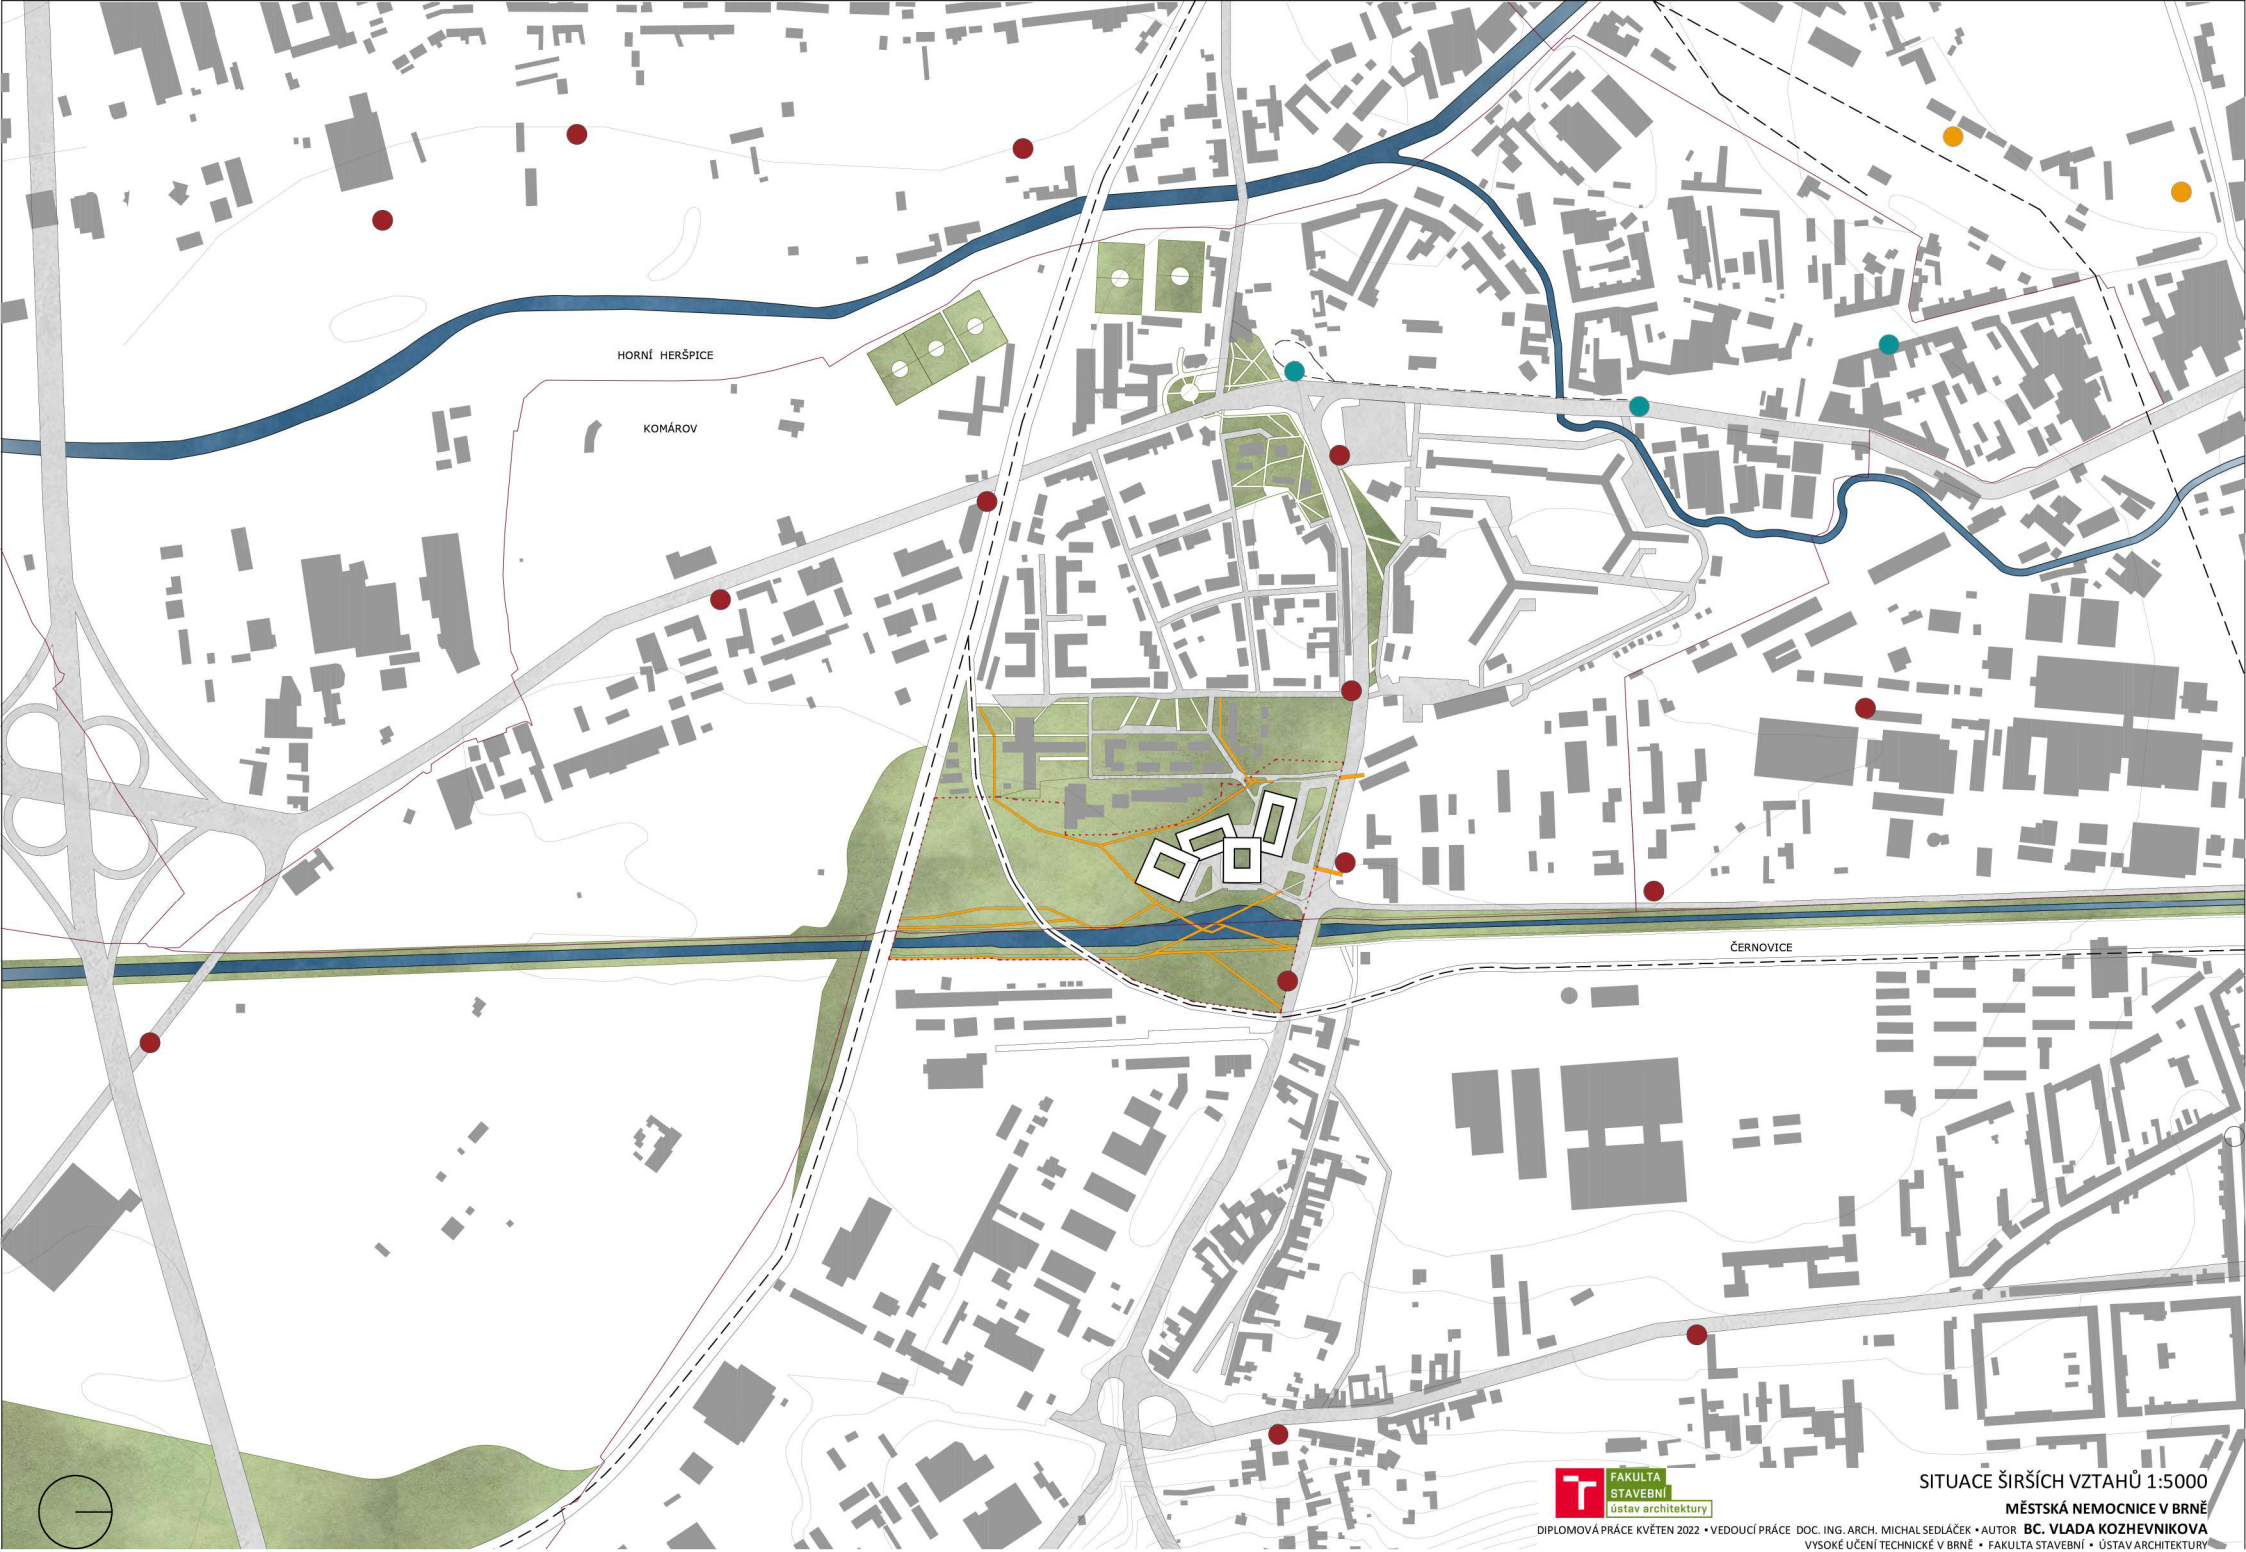 HORNÍ HERŠPICE
KOMÁROV
ČERNOVICE
FAKULTA
STAVEBNÍ
ústav architektury
SITUACE ŠIRŠÍCH VZTAHŮ 1:5000
MĚSTSKÁ NEMOCNICE V BRNĚ
DIPLOMOVÁ PRÁCE KVĚTEN 2022 • VEDOUCÍ PRÁCE DOC. ING. ARCH. MICHAL SEDLÁČEK • AUTOR BC. VLADA KOZHEVNIKOVA
VYSOKÉ UČENÍ TECHNICKÉ V BRNĚ • FAKULTA STAVEBNÍ • ÚSTAV ARCHITEKTURY